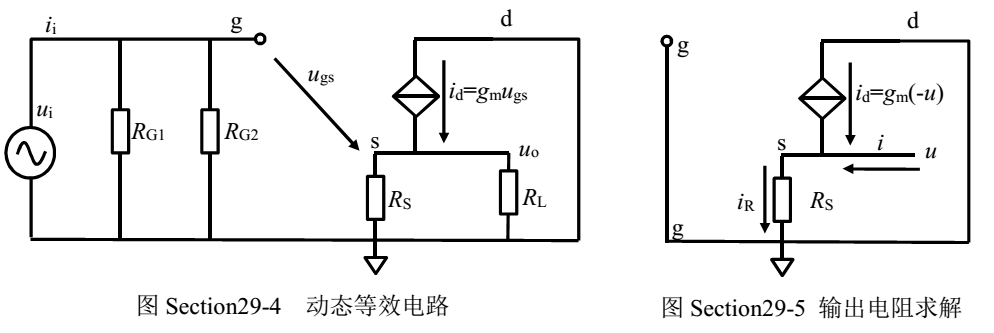 i_i
g
d
u_gs
i_d=g_m u_gs
u_i
R_G1
R_G2
s
u_o
R_S
R_L
图 Section29-4 动态等效电路
g
d
i_d=g_m(-u)
s
i
u
i_R
R_S
g
图 Section29-5 输出电阻求解